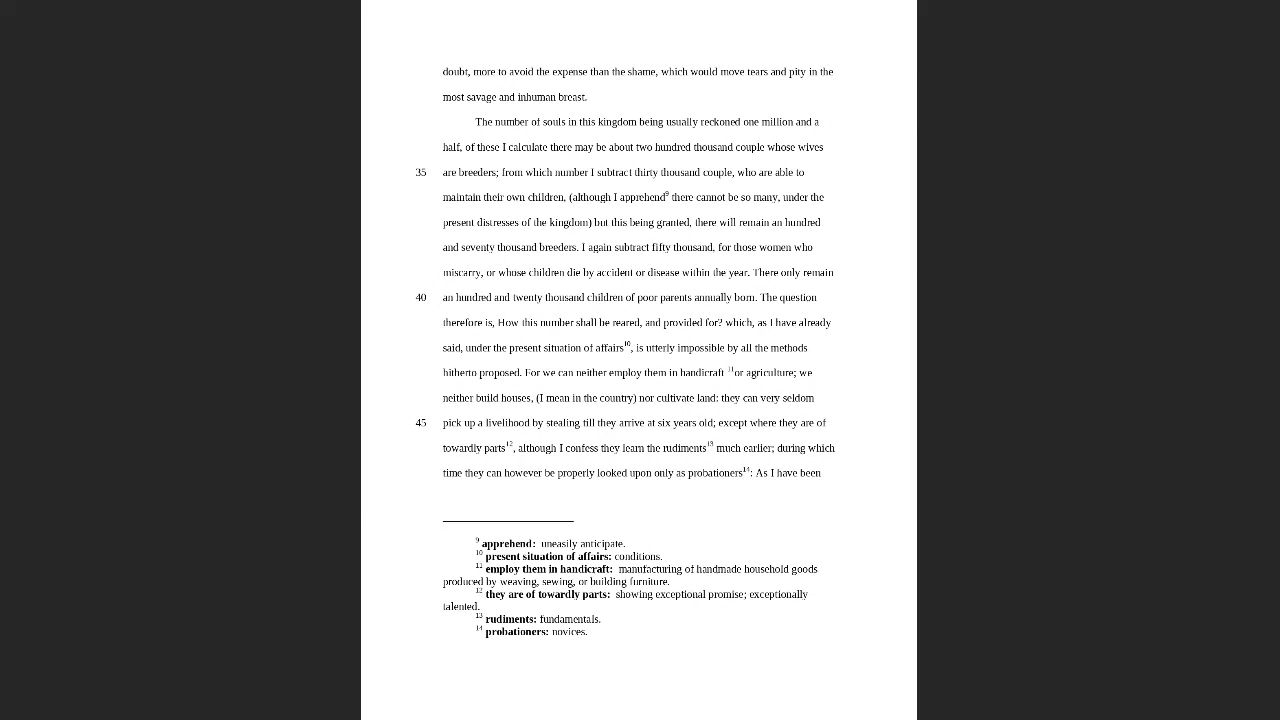 doubt, more to avoid the expense than the shame, which would move tears and pity in the
most savage and inhuman breast.
The number of souls in this kingdom being usually reckoned one million and a
half, of these I calculate there may be about two hundred thousand couple whose wives
35 are breeders; from which number I subtract thirty thousand couple, who are able to
maintain their own children, (although I apprehend9 there cannot be so many, under the
present distresses of the kingdom) but this being granted, there will remain an hundred
and seventy thousand breeders. I again subtract fifty thousand, for those women who
miscarry, or whose children die by accident or disease within the year. There only remain
40 an hundred and twenty thousand children of poor parents annually born. The question
therefore is, How this number shall be reared, and provided for? which, as I have already
said, under the present situation of affairs10, is utterly impossible by all the methods
hitherto proposed. For we can neither employ them in handicraft 11or agriculture; we
neither build houses, (I mean in the country) nor cultivate land: they can very seldom
45 pick up a livelihood by stealing till they arrive at six years old; except where they are of
towardly parts12, although I confess they learn the rudiments13 much earlier; during which
time they can however be properly looked upon only as probationers14: As I have been
9 apprehend: uneasily anticipate.
10 present situation of affairs: conditions.
11 employ them in handicraft: manufacturing of handmade household goods
produced by weaving, sewing, or building furniture.
12 they are of towardly parts: showing exceptional promise; exceptionally
talented.
13 rudiments: fundamentals.
14 probationers: novices.